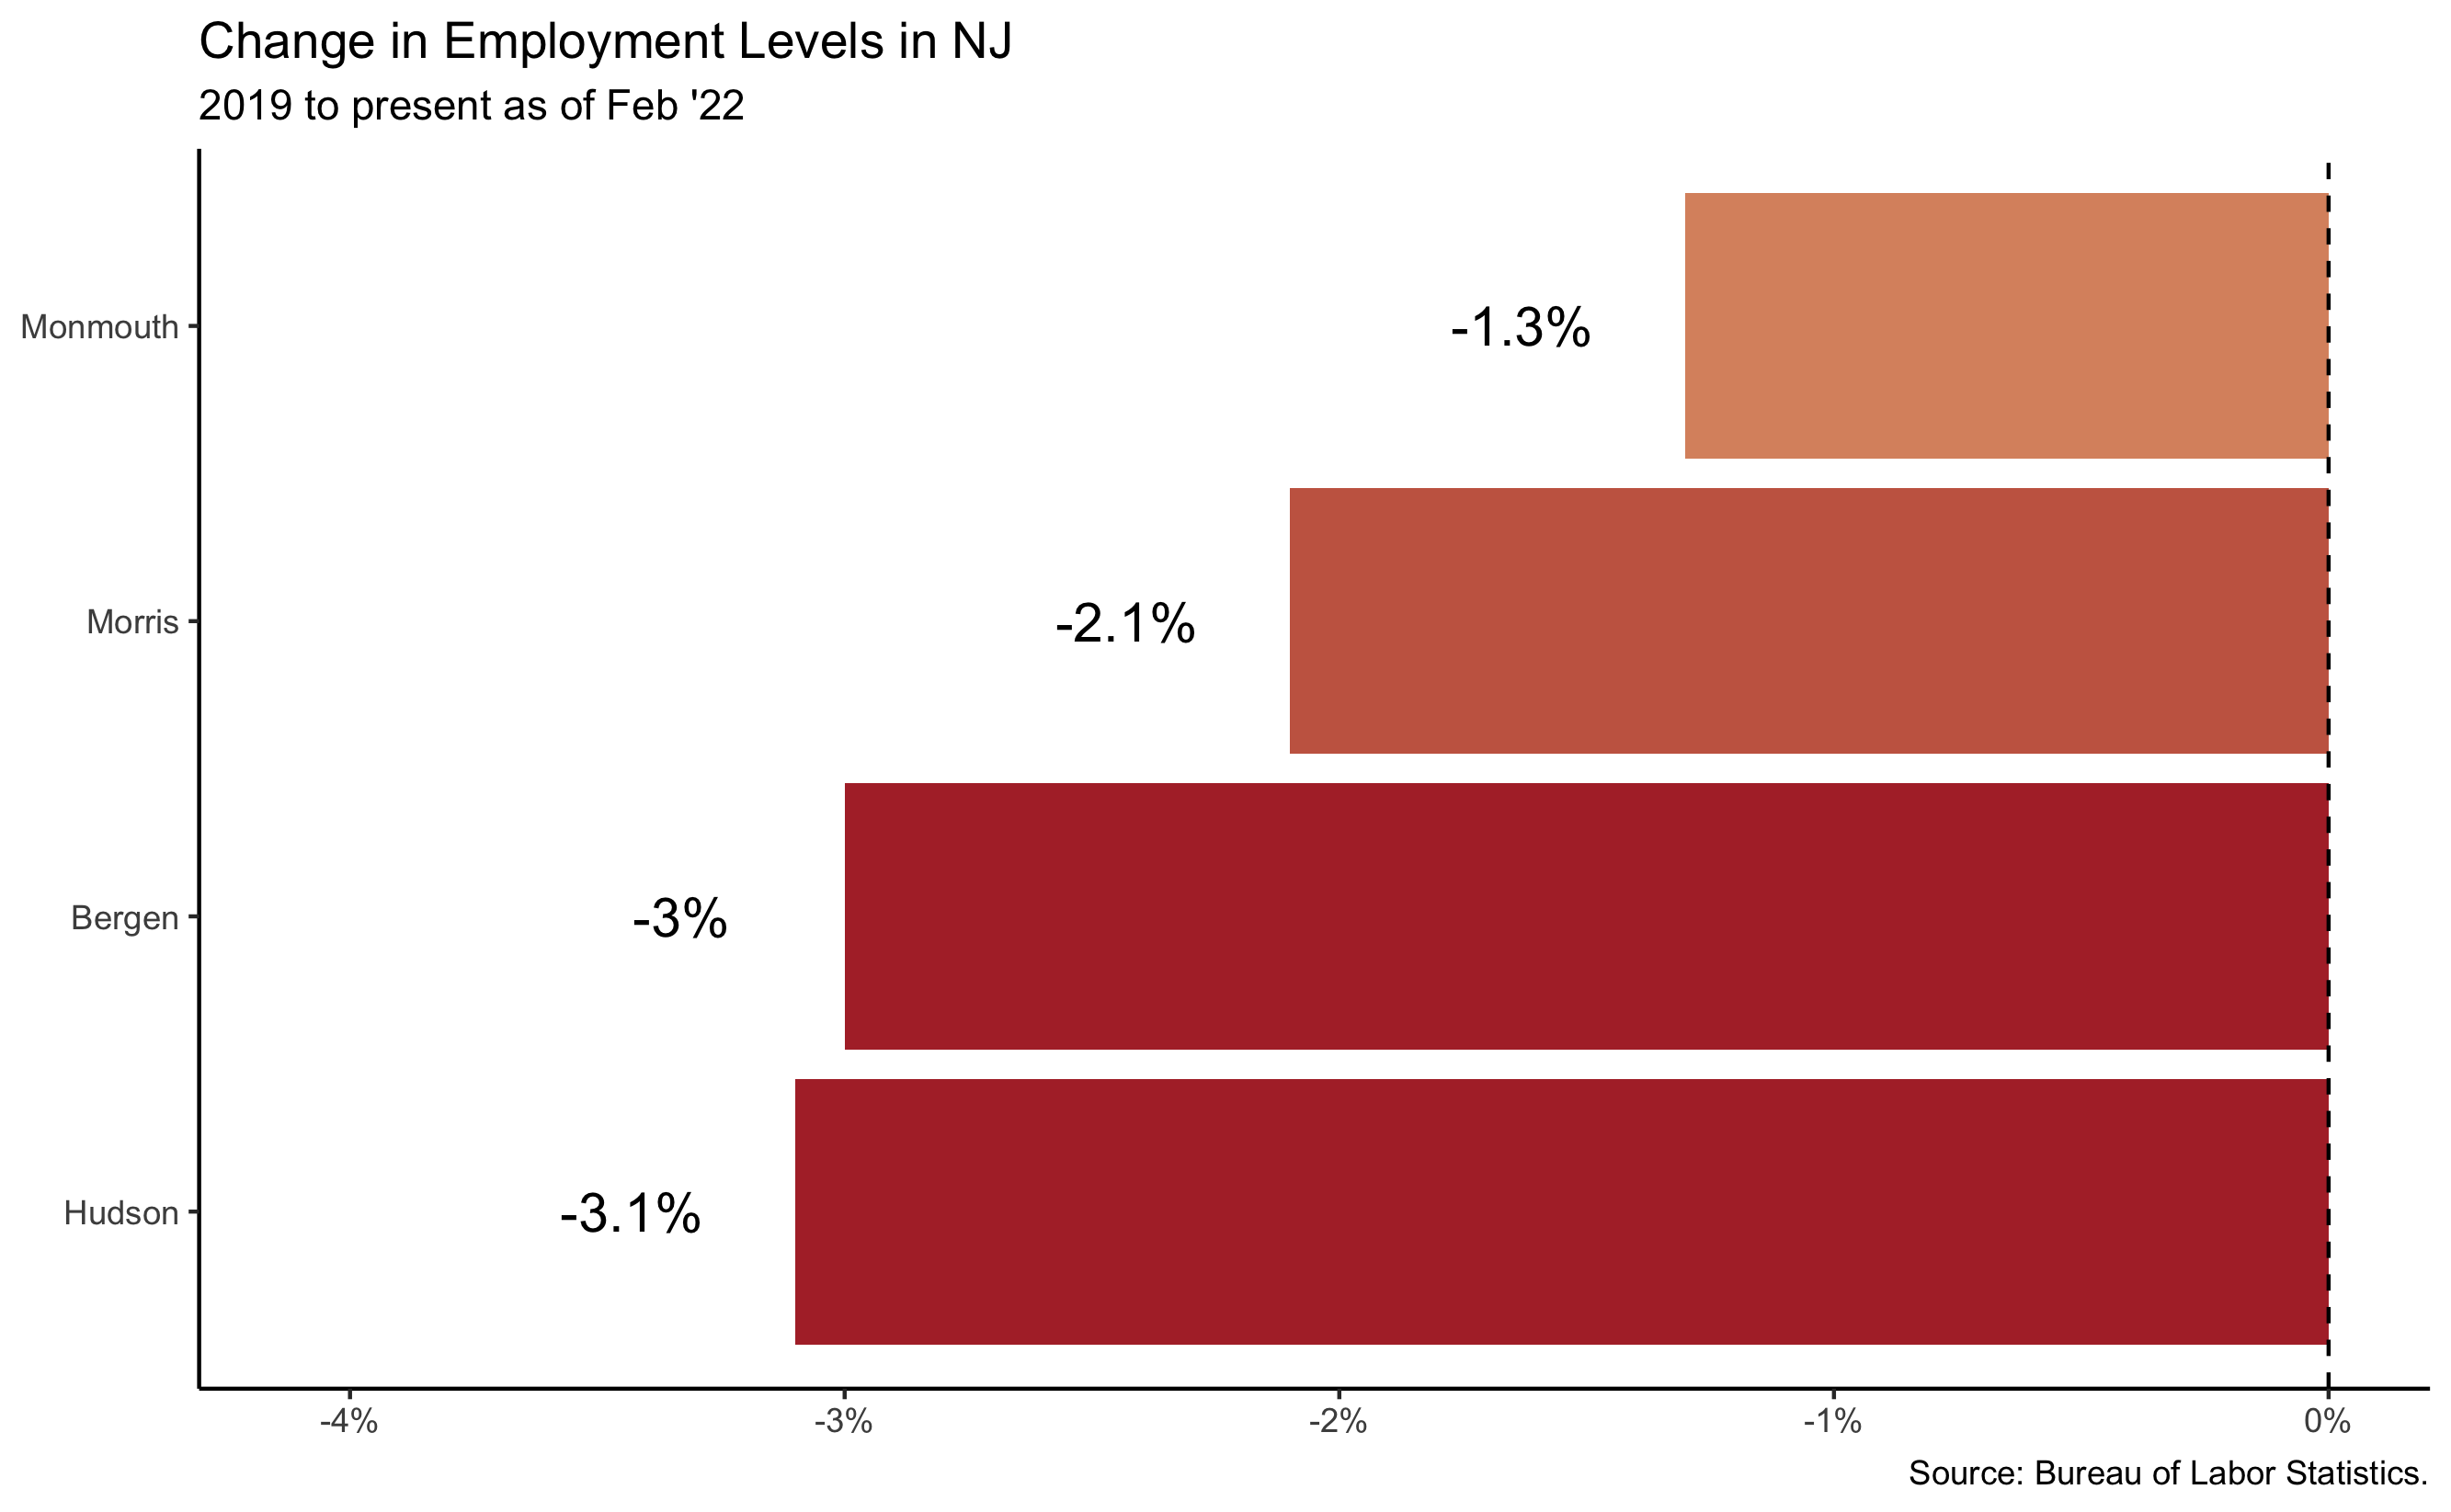 Change in Employment Levels in NJ
2019 to present as of Feb '22
Monmouth
-1.3%
Morris
-2.1%
Bergen
-3%
Hudson
-3.1%
-4%
-3%
-2%
-1%
0%
Source: Bureau of Labor Statistics.